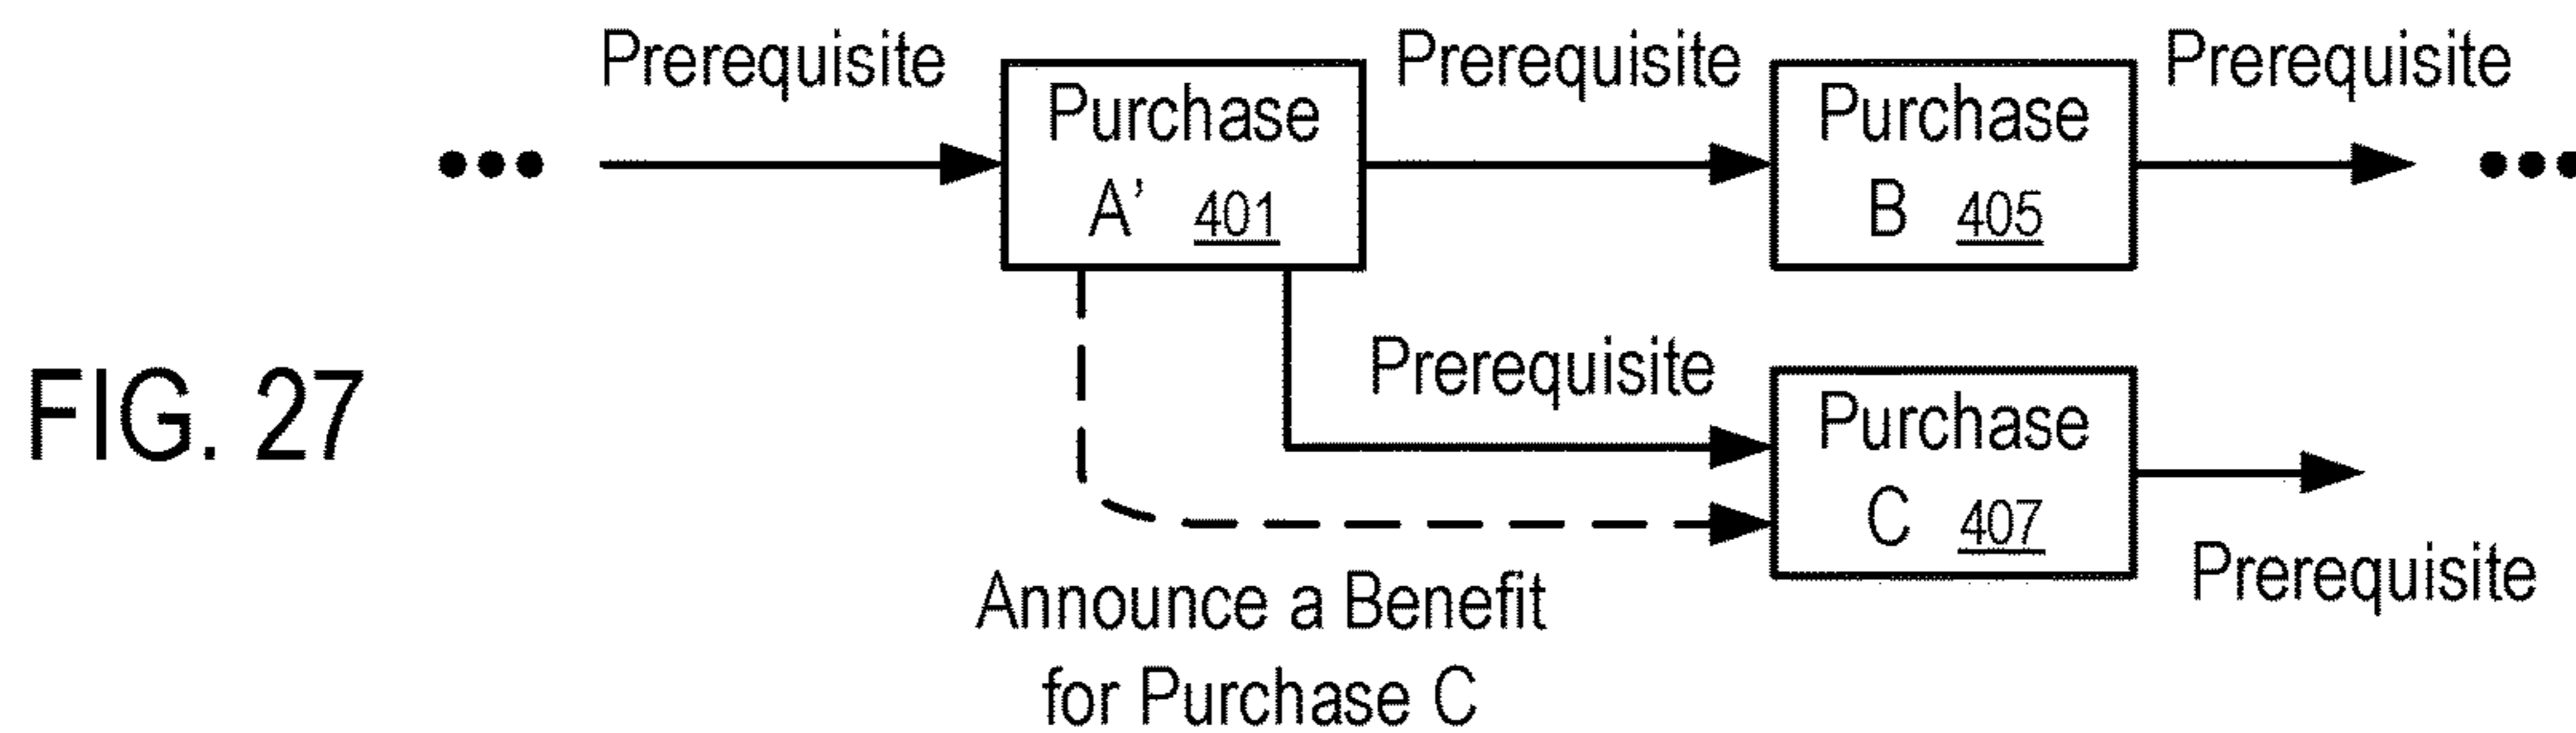 Prerequisite
Prerequisite
Prerequisite
Purchase
A' 401
Purchase
B 405
FIG. 27
Prerequisite
Purchase
C 407
Prerequisite
Announce a Benefit
for Purchase C